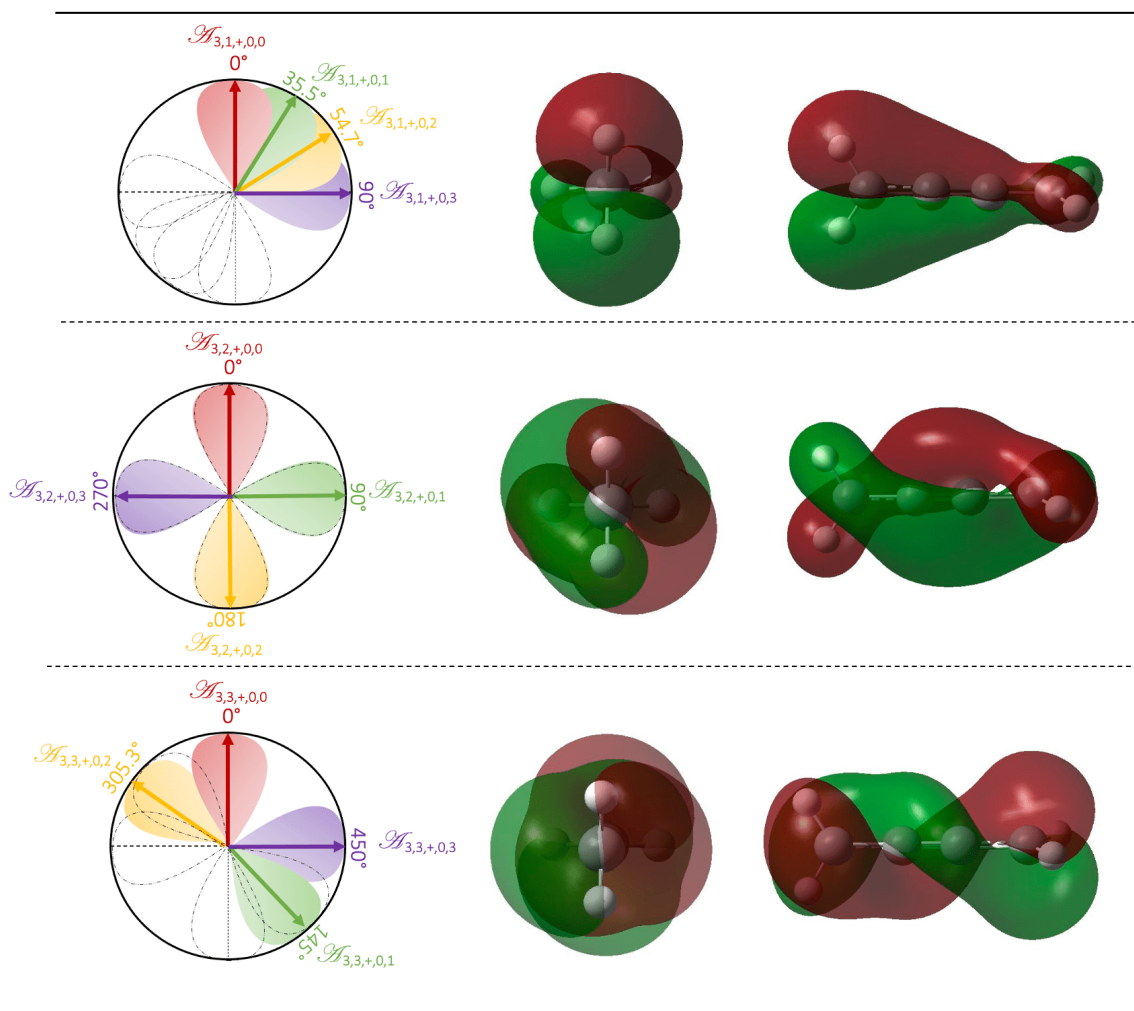 𝒜3,1,+,0,0
0°
35.5°
𝒜3,1,+,0,1
54.7°
𝒜3,1,+,0,2
90°
𝒜3,1,+,0,3
𝒜3,2,+,0,0
0°
𝒜3,2,+,0,3
270°
90°
𝒜3,2,+,0,1
180°
𝒜3,2,+,0,2
𝒜3,3,+,0,0
0°
𝒜3,3,+,0,2
305.3°
450°
𝒜3,3,+,0,3
145°
𝒜3,3,+,0,1